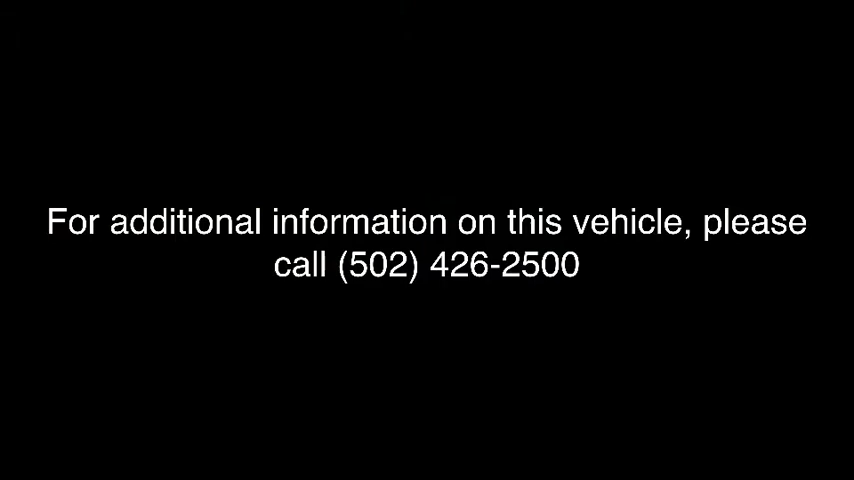 For additional information on this vehicle, please
call (502) 426-2500